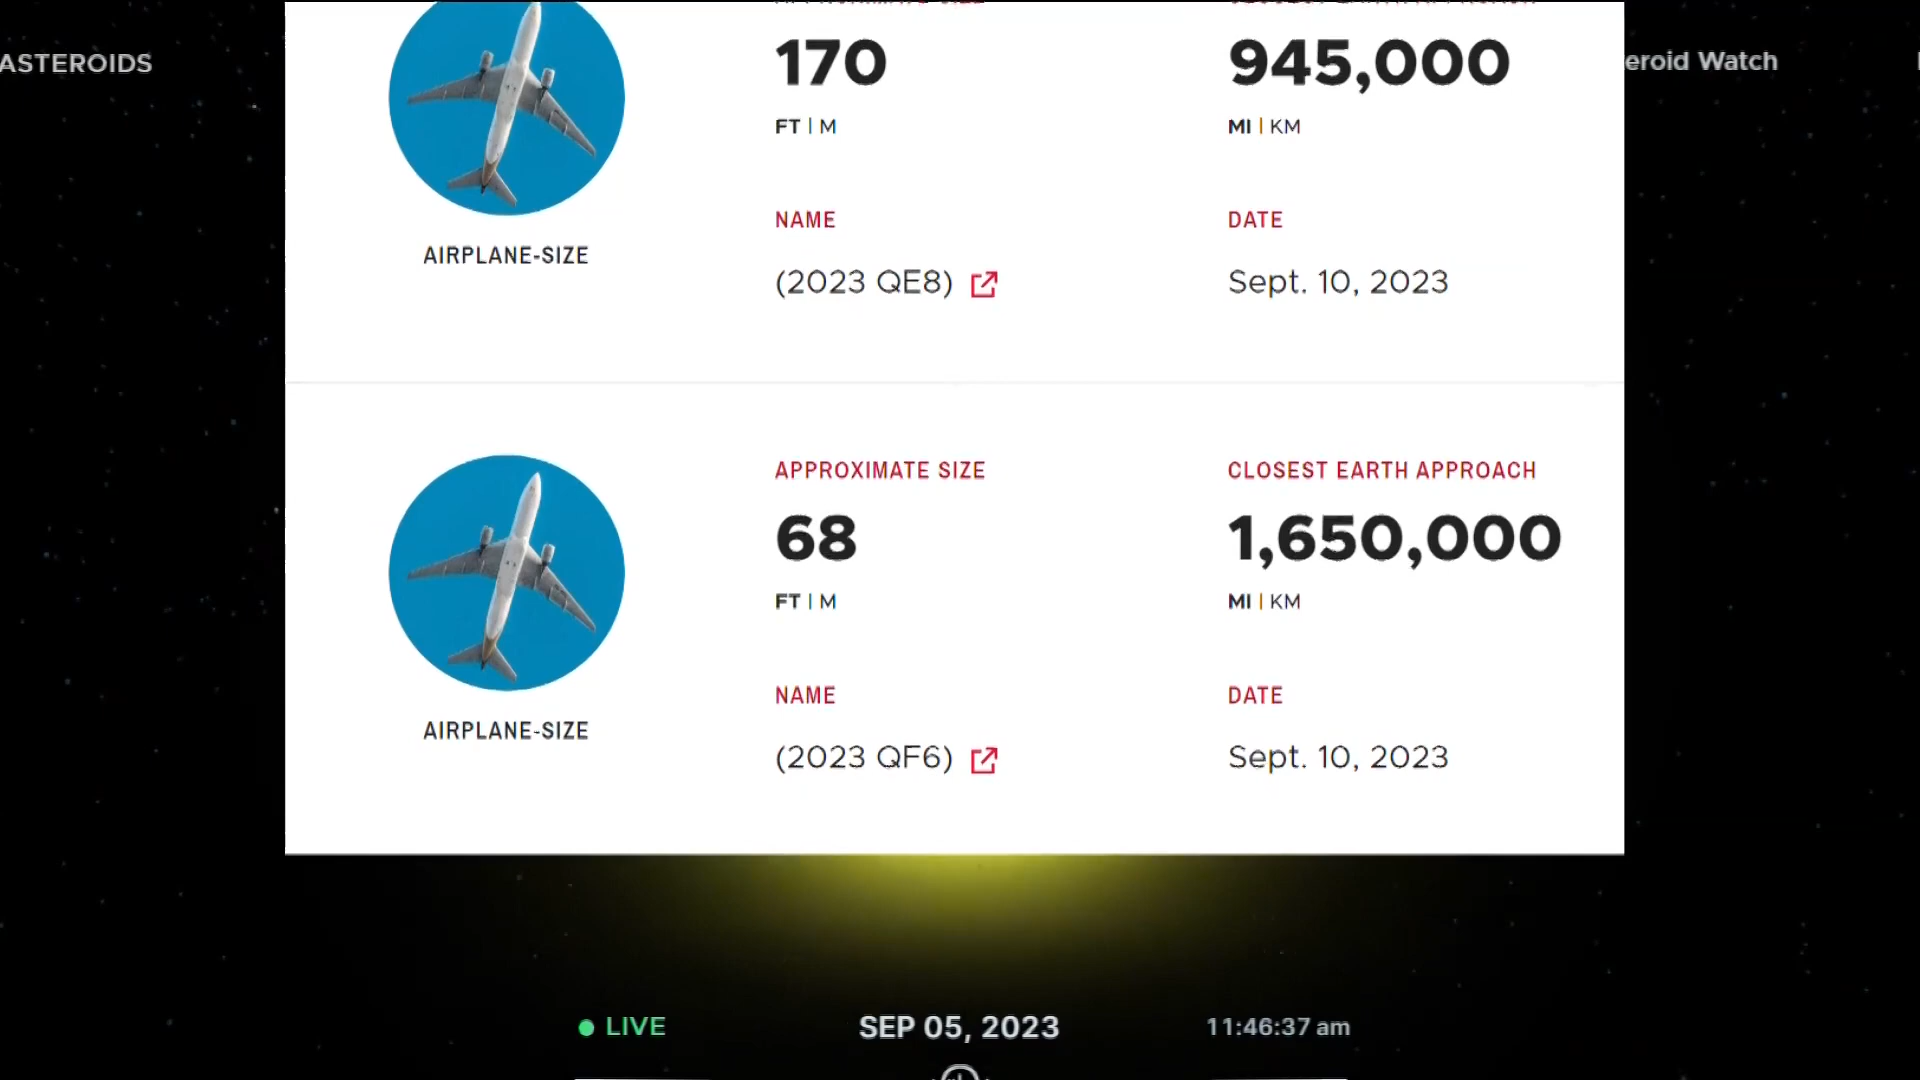 ASTEROIDS
eroid Watch
170
945,000
FT | M
MI | KM
NAME
DATE
AIRPLANE-SIZE
(2023 QE8)
Sept. 10, 2023
APPROXIMATE SIZE
CLOSEST EARTH APPROACH
68
1,650,000
FT | M
MI | KM
NAME
DATE
AIRPLANE-SIZE
(2023 QF6)
Sept. 10, 2023
LIVE
SEP 05, 2023
11:46:37 am